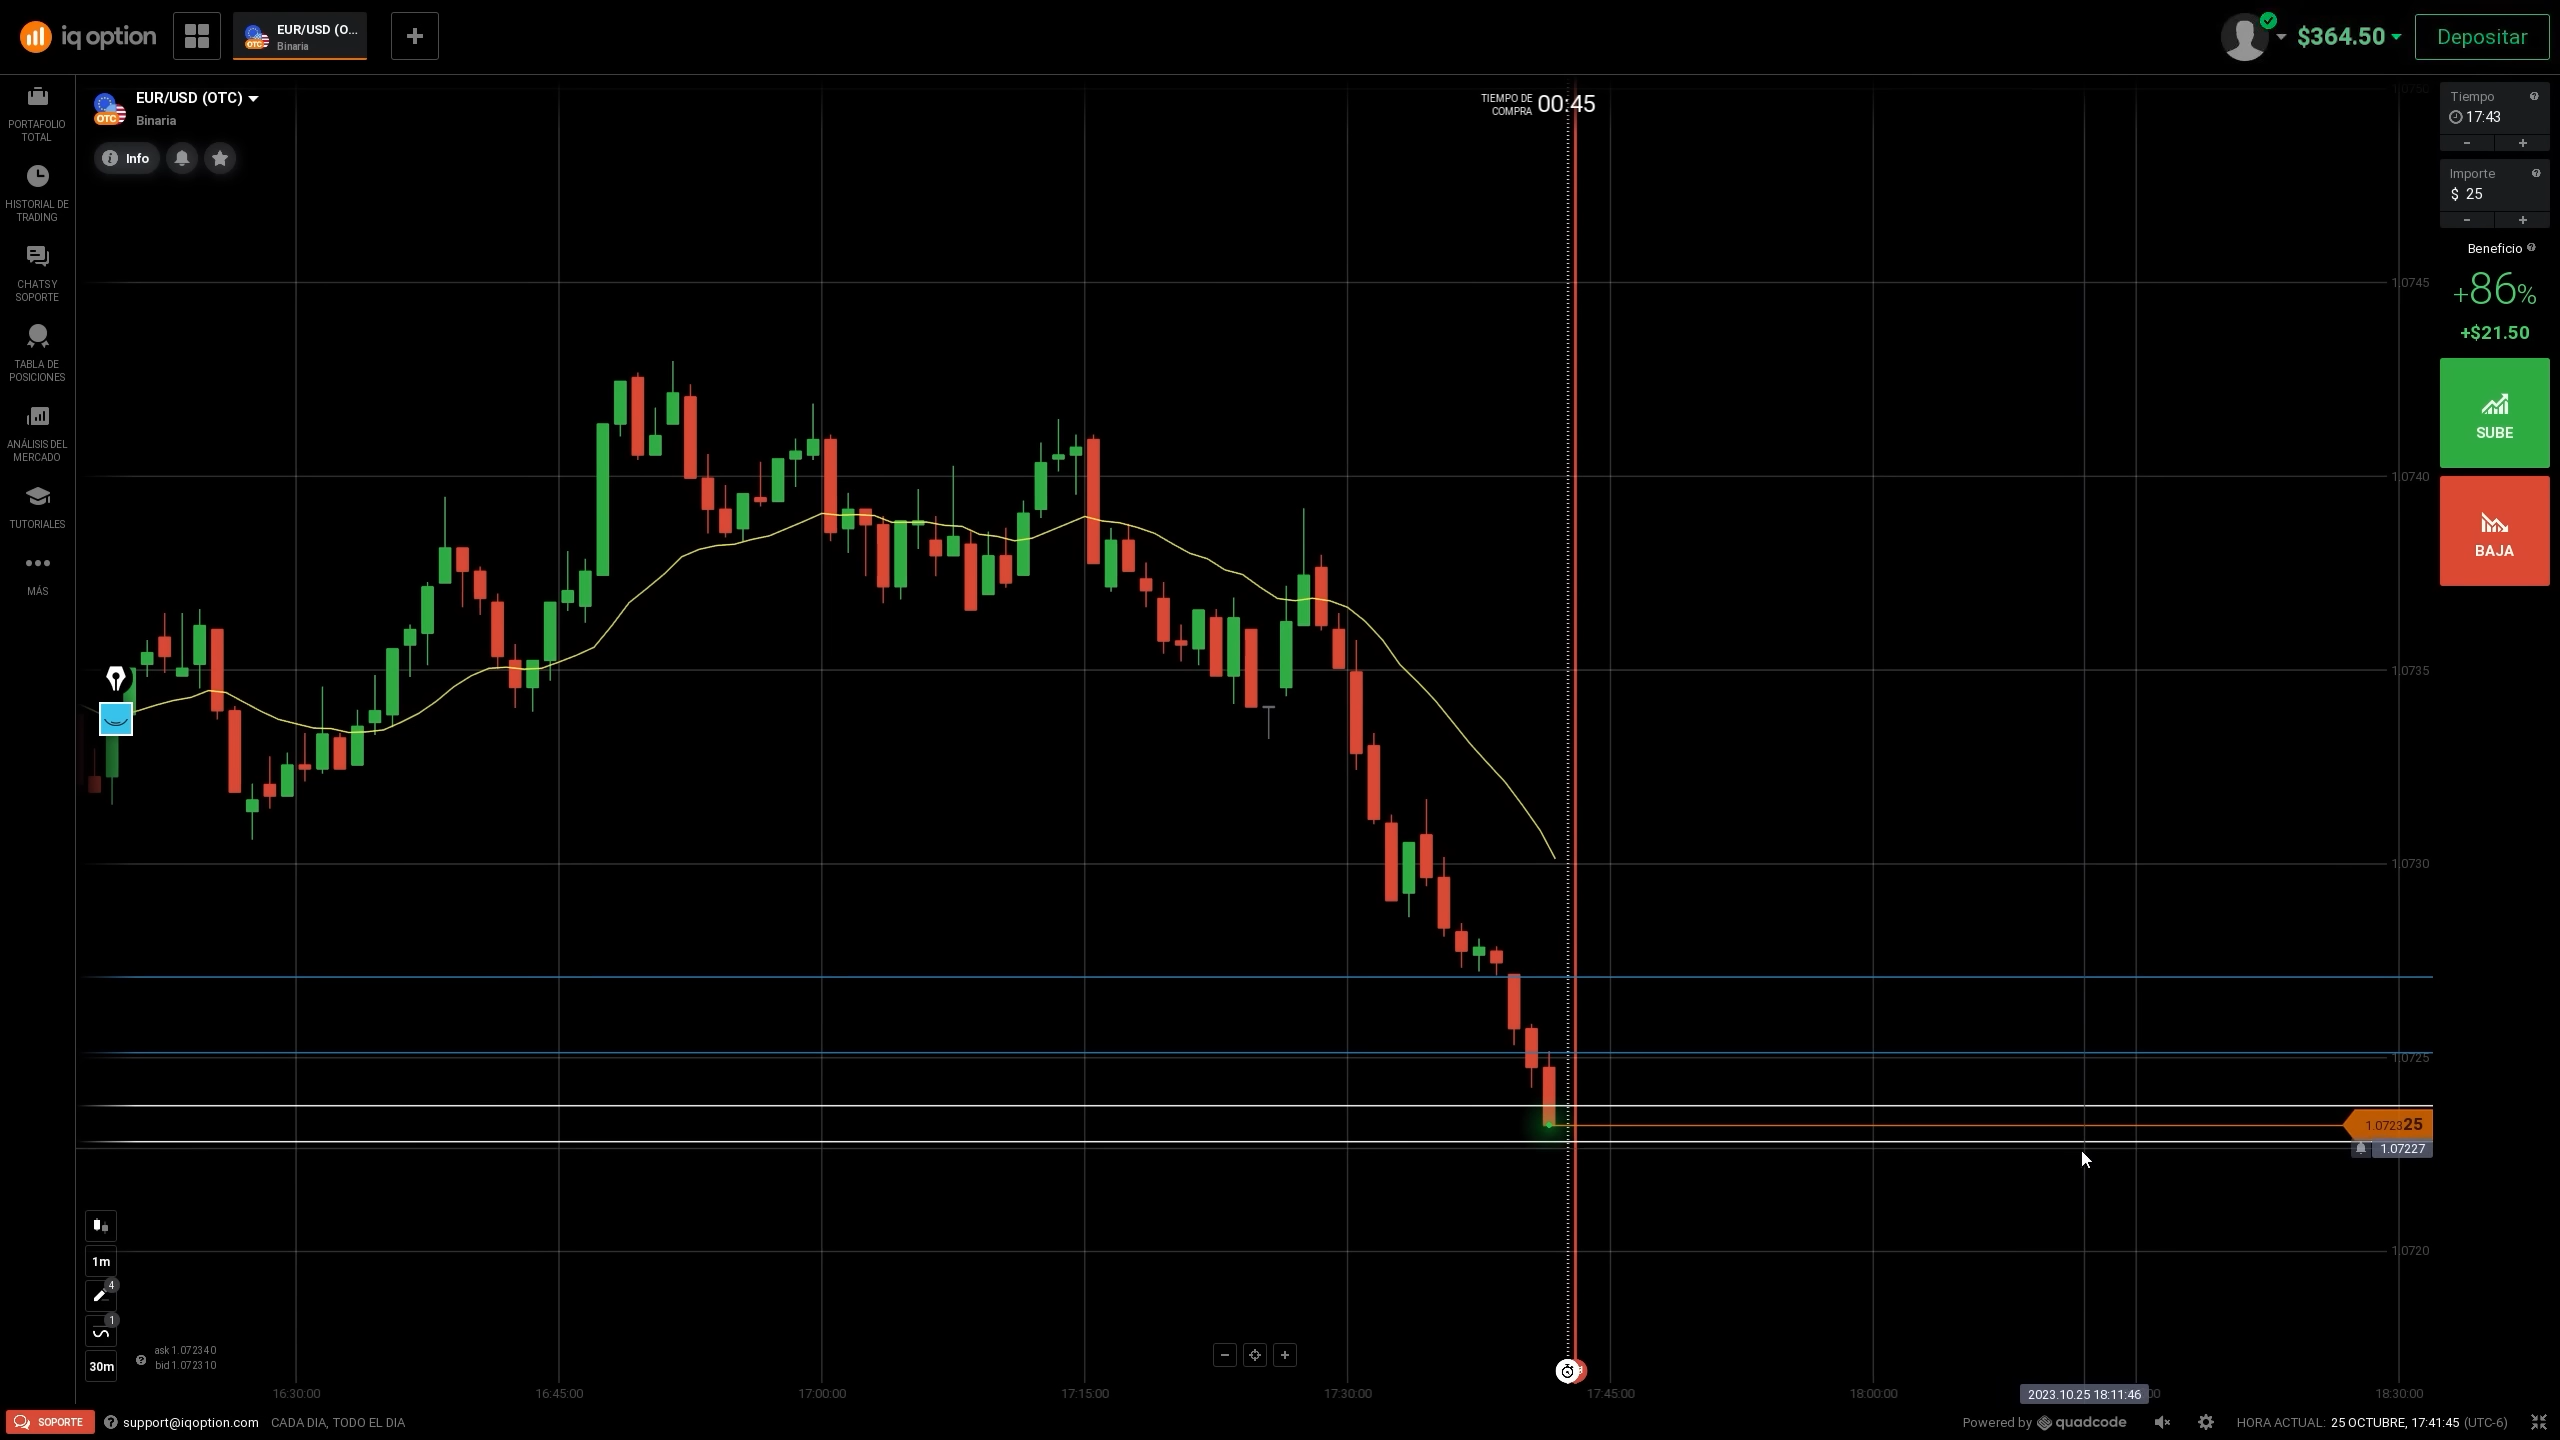 iq option
EUR/USD (O...
Binaria
$364.50
Depositar
PORTAFOLIO
TOTAL
HISTORIAL DE
TRADING
CHATS Y
SOPORTE
TABLA DE
POSICIONES
ANÁLISIS DEL
MERCADO
TUTORIALES
MÁS
EUR/USD (OTC)
OTC
Binaria
Info
TIEMPO DE
COMPRA
00:45
1.0745
1.0740
1.0735
1.0730
1.0725
1.072325
1.07227
1.0720
Tiempo
17:43
- +
Importe
$ 25
- +
Beneficio
+86%
+$21.50
SUBE
BAJA
1m
4
1
30m
ask 1.072340
bid 1.072310
16:30:00
16:45:00
17:00:00
17:15:00
17:30:00
17:45:00
18:00:00
2023.10.25 18:11:46
18:30:00
SOPORTE
support@iqoption.com
CADA DIA, TODO EL DIA
Powered by quadcode
HORA ACTUAL: 25 OCTUBRE, 17:41:45 (UTC-6)